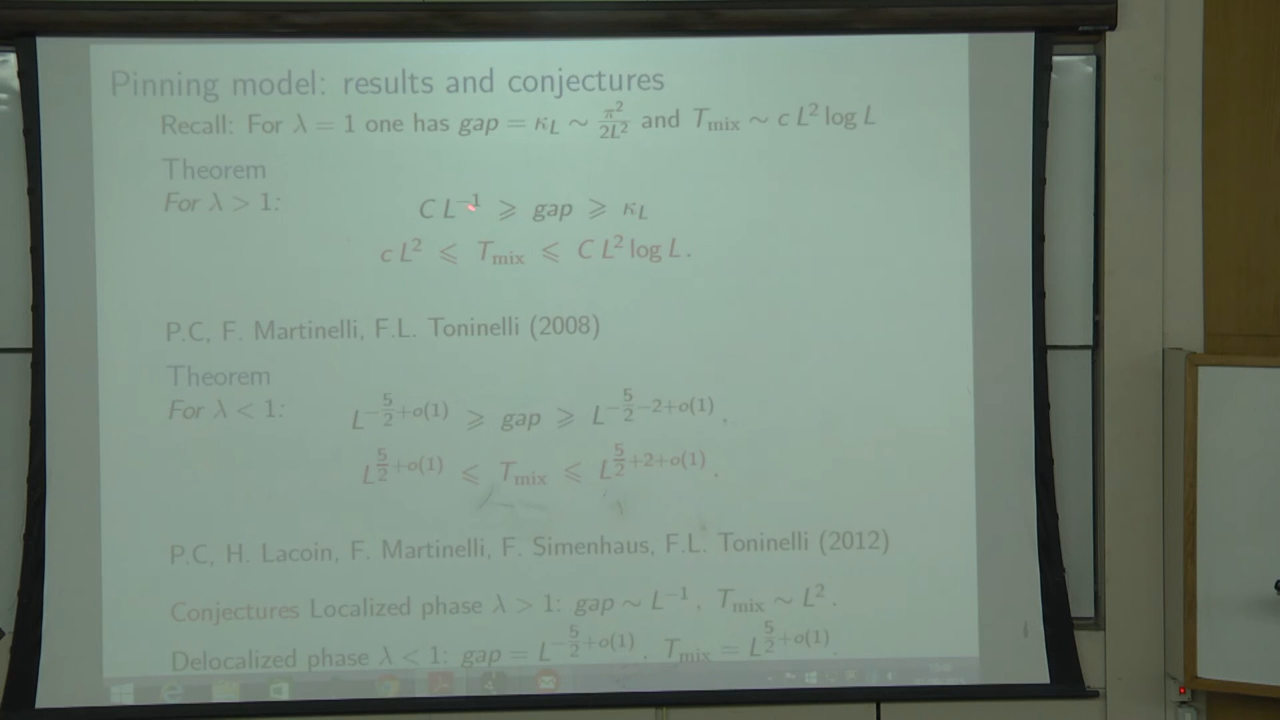 Pinning model: results and conjectures
Recall: For λ = 1 one has gap = κ_L ∼ π²/2L² and T_mix ∼ c L² log L
Theorem
For λ > 1:
C L⁻¹ ⩾ gap ⩾ κ_L
c L² ⩽ T_mix ⩽ C L² log L.
P.C, F. Martinelli, F.L. Toninelli (2008)
Theorem
For λ < 1:
L^{-5/2+o(1)} ⩾ gap ⩾ L^{-5/2-2+o(1)}.
L^{5/2+o(1)} ⩽ T_mix ⩽ L^{5/2+2+o(1)}.
P.C, H. Lacoin, F. Martinelli, F. Simenhaus, F.L. Toninelli (2012)
Conjectures Localized phase λ > 1: gap ∼ L⁻¹, T_mix ∼ L².
Delocalized phase λ < 1: gap = L^{-5/2+o(1)}, T_mix = L^{5/2+o(1)}.